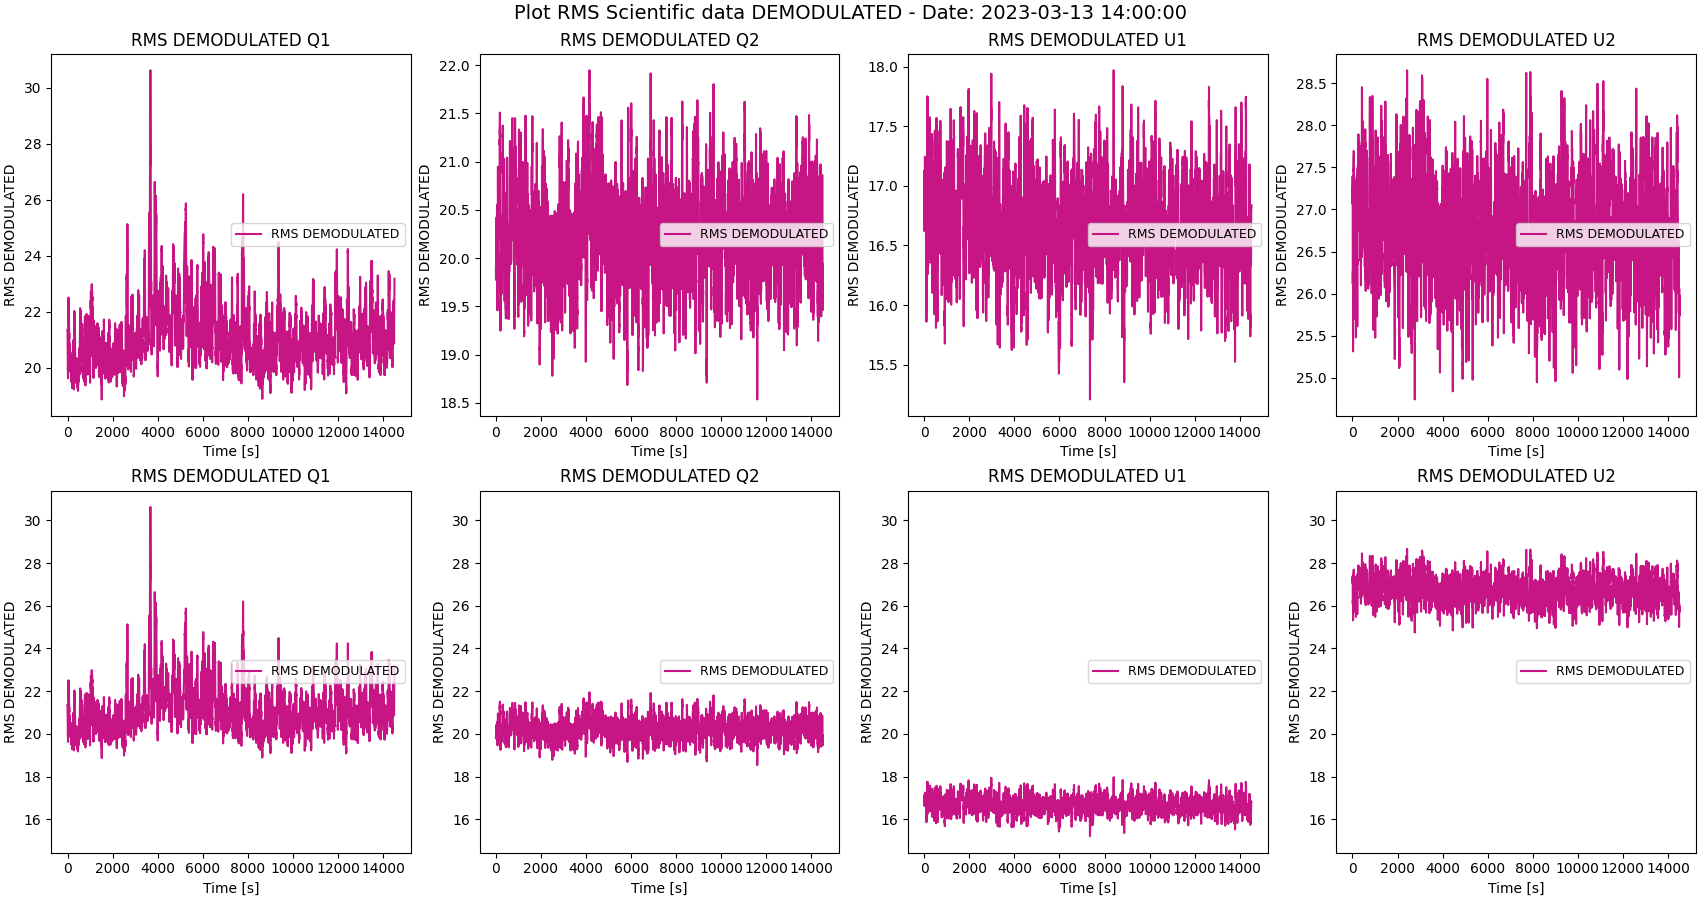 Plot RMS Scientific data DEMODULATED - Date: 2023-03-13 14:00:00
RMS DEMODULATED Q1
RMS DEMODULATED
30
28
26
24
22
20
0 2000 4000 6000 8000 10000 12000 14000
Time [s]
RMS DEMODULATED
RMS DEMODULATED Q2
RMS DEMODULATED
22.0
21.5
21.0
20.5
20.0
19.5
19.0
18.5
0 2000 4000 6000 8000 10000 12000 14000
Time [s]
RMS DEMODULATED
RMS DEMODULATED U1
RMS DEMODULATED
18.0
17.5
17.0
16.5
16.0
15.5
0 2000 4000 6000 8000 10000 12000 14000
Time [s]
RMS DEMODULATED
RMS DEMODULATED U2
RMS DEMODULATED
28.5
28.0
27.5
27.0
26.5
26.0
25.5
25.0
0 2000 4000 6000 8000 10000 12000 14000
Time [s]
RMS DEMODULATED
RMS DEMODULATED Q1
RMS DEMODULATED
30
28
26
24
22
20
18
16
0 2000 4000 6000 8000 10000 12000 14000
Time [s]
RMS DEMODULATED
RMS DEMODULATED Q2
RMS DEMODULATED
30
28
26
24
22
20
18
16
0 2000 4000 6000 8000 10000 12000 14000
Time [s]
RMS DEMODULATED
RMS DEMODULATED U1
RMS DEMODULATED
30
28
26
24
22
20
18
16
0 2000 4000 6000 8000 10000 12000 14000
Time [s]
RMS DEMODULATED
RMS DEMODULATED U2
RMS DEMODULATED
30
28
26
24
22
20
18
16
0 2000 4000 6000 8000 10000 12000 14000
Time [s]
RMS DEMODULATED